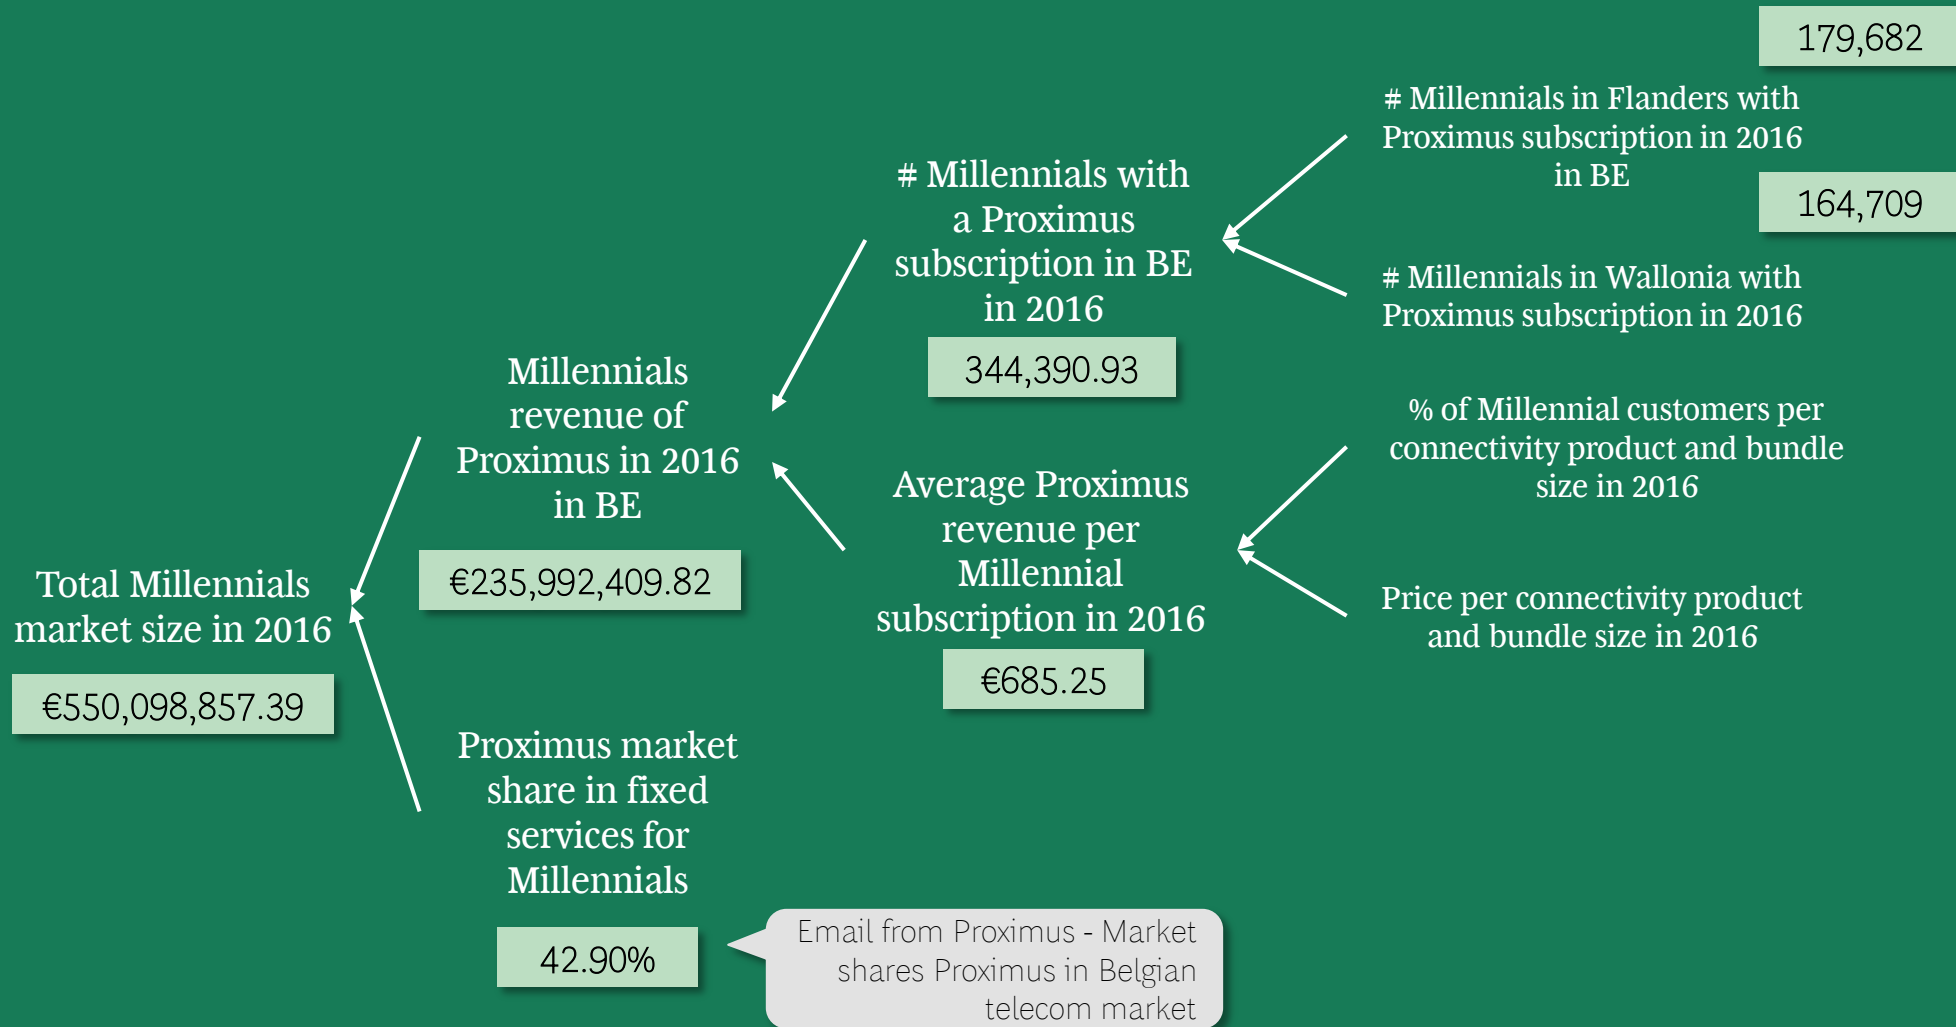 179,682
# Millennials in Flanders with
Proximus subscription in 2016
in BE
164,709
# Millennials in Wallonia with
Proximus subscription in 2016
# Millennials with
a Proximus
subscription in BE
in 2016
344,390.93
Millennials
revenue of
Proximus in 2016
in BE
€235,992,409.82
% of Millennial customers per
connectivity product and bundle
size in 2016
Average Proximus
revenue per
Millennial
subscription in 2016
€685.25
Price per connectivity product
and bundle size in 2016
Total Millennials
market size in 2016
€550,098,857.39
Proximus market
share in fixed
services for
Millennials
42.90%
Email from Proximus - Market
shares Proximus in Belgian
telecom market